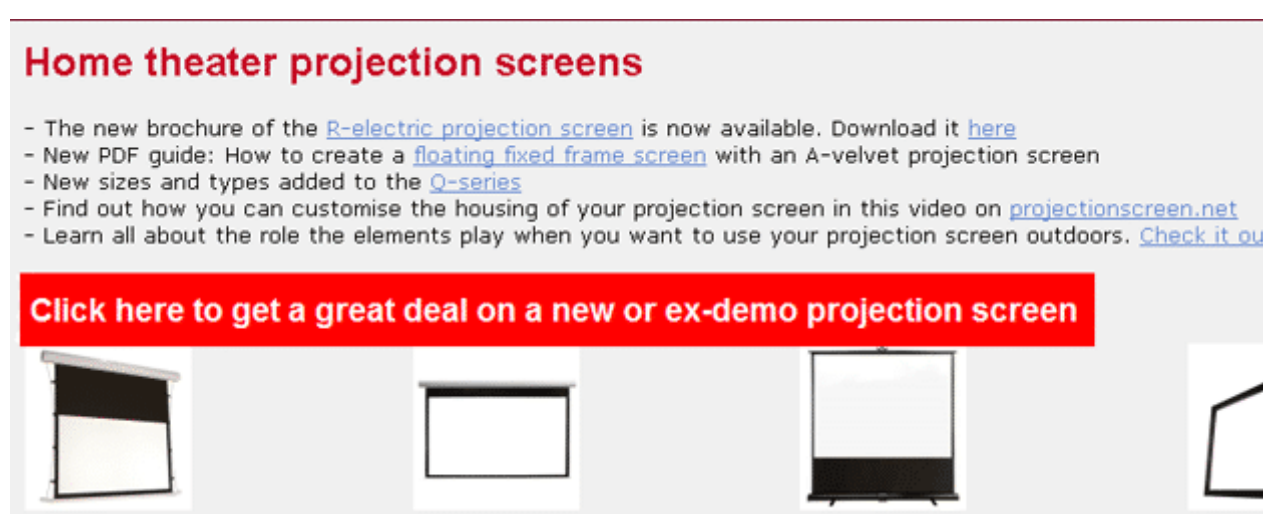 Home theater projection screens
- The new brochure of the R-electric projection screen is now available. Download it here
- New PDF guide: How to create a floating fixed frame screen with an A-velvet projection screen
- New sizes and types added to the Q-series
- Find out how you can customise the housing of your projection screen in this video on projectionscreen.net
- Learn all about the role the elements play when you want to use your projection screen outdoors. Check it ou
Click here to get a great deal on a new or ex-demo projection screen